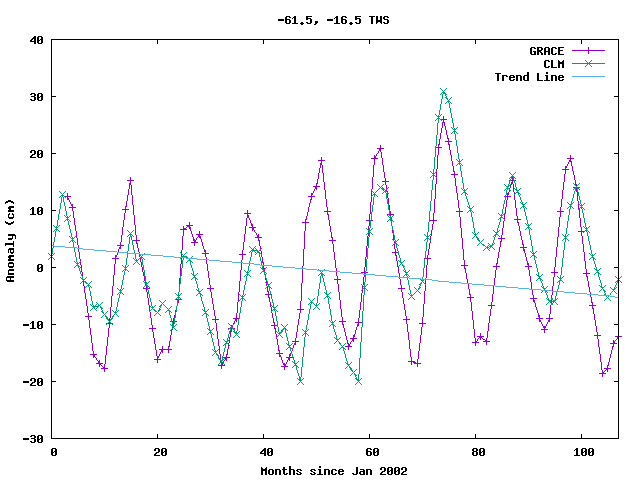 -61.5, -16.5 TWS
GRACE
CLM
Trend Line
40
30
20
10
0
-10
-20
-30
Anomaly (cm)
0 20 40 60 80 100
Months since Jan 2002